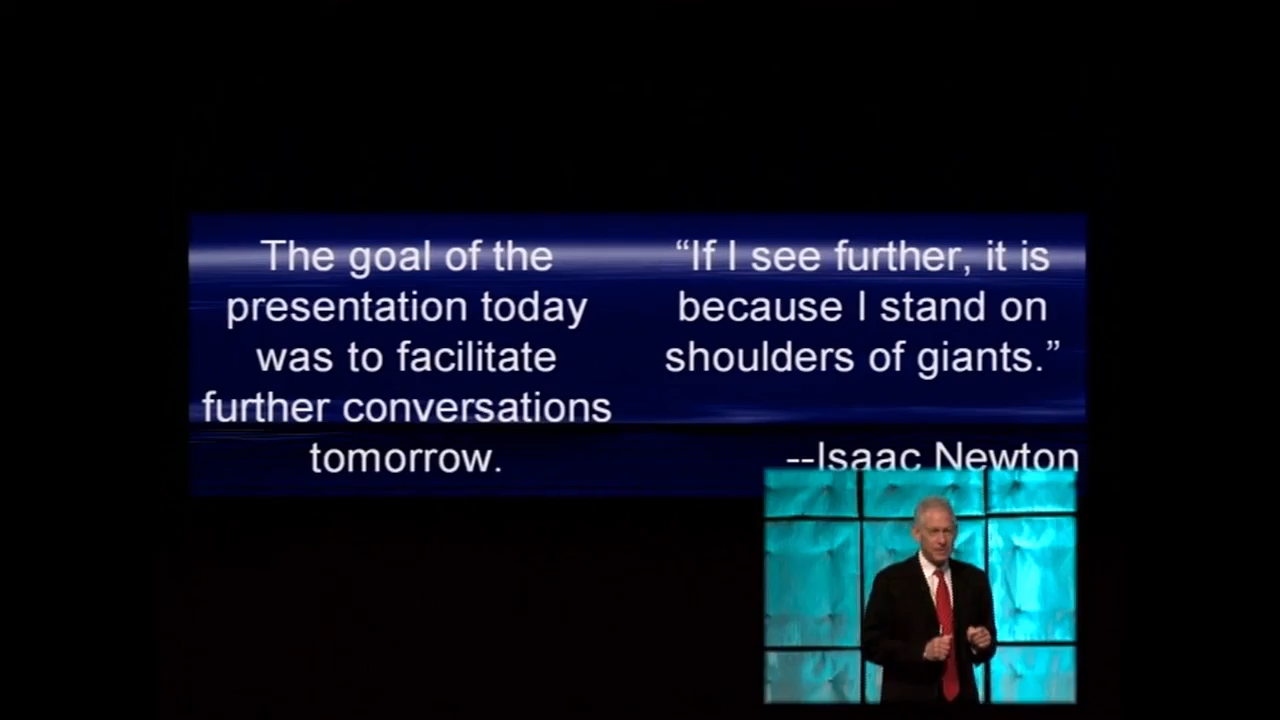 The goal of the
presentation today
was to facilitate
further conversations
tomorrow.
“If I see further, it is
because I stand on
shoulders of giants.”
--Isaac Newton